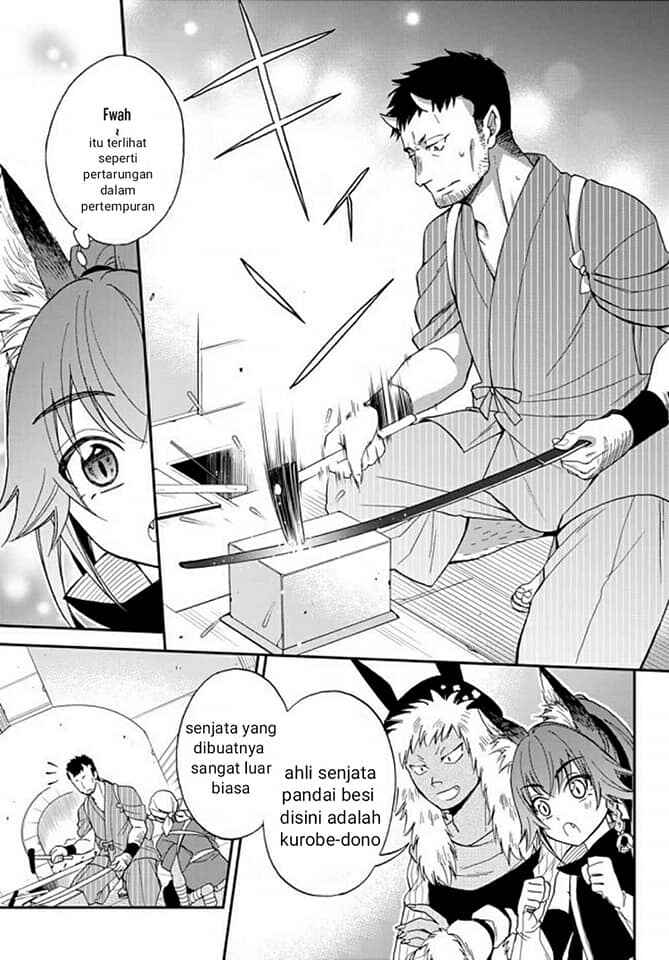 Fwah
~
itu terlihat
seperti
pertarungan
dalam
pertempuran
ahli senjata
pandai besi
disini adalah
kurobe-dono
senjata yang
dibuatnya
sangat luar
biasa